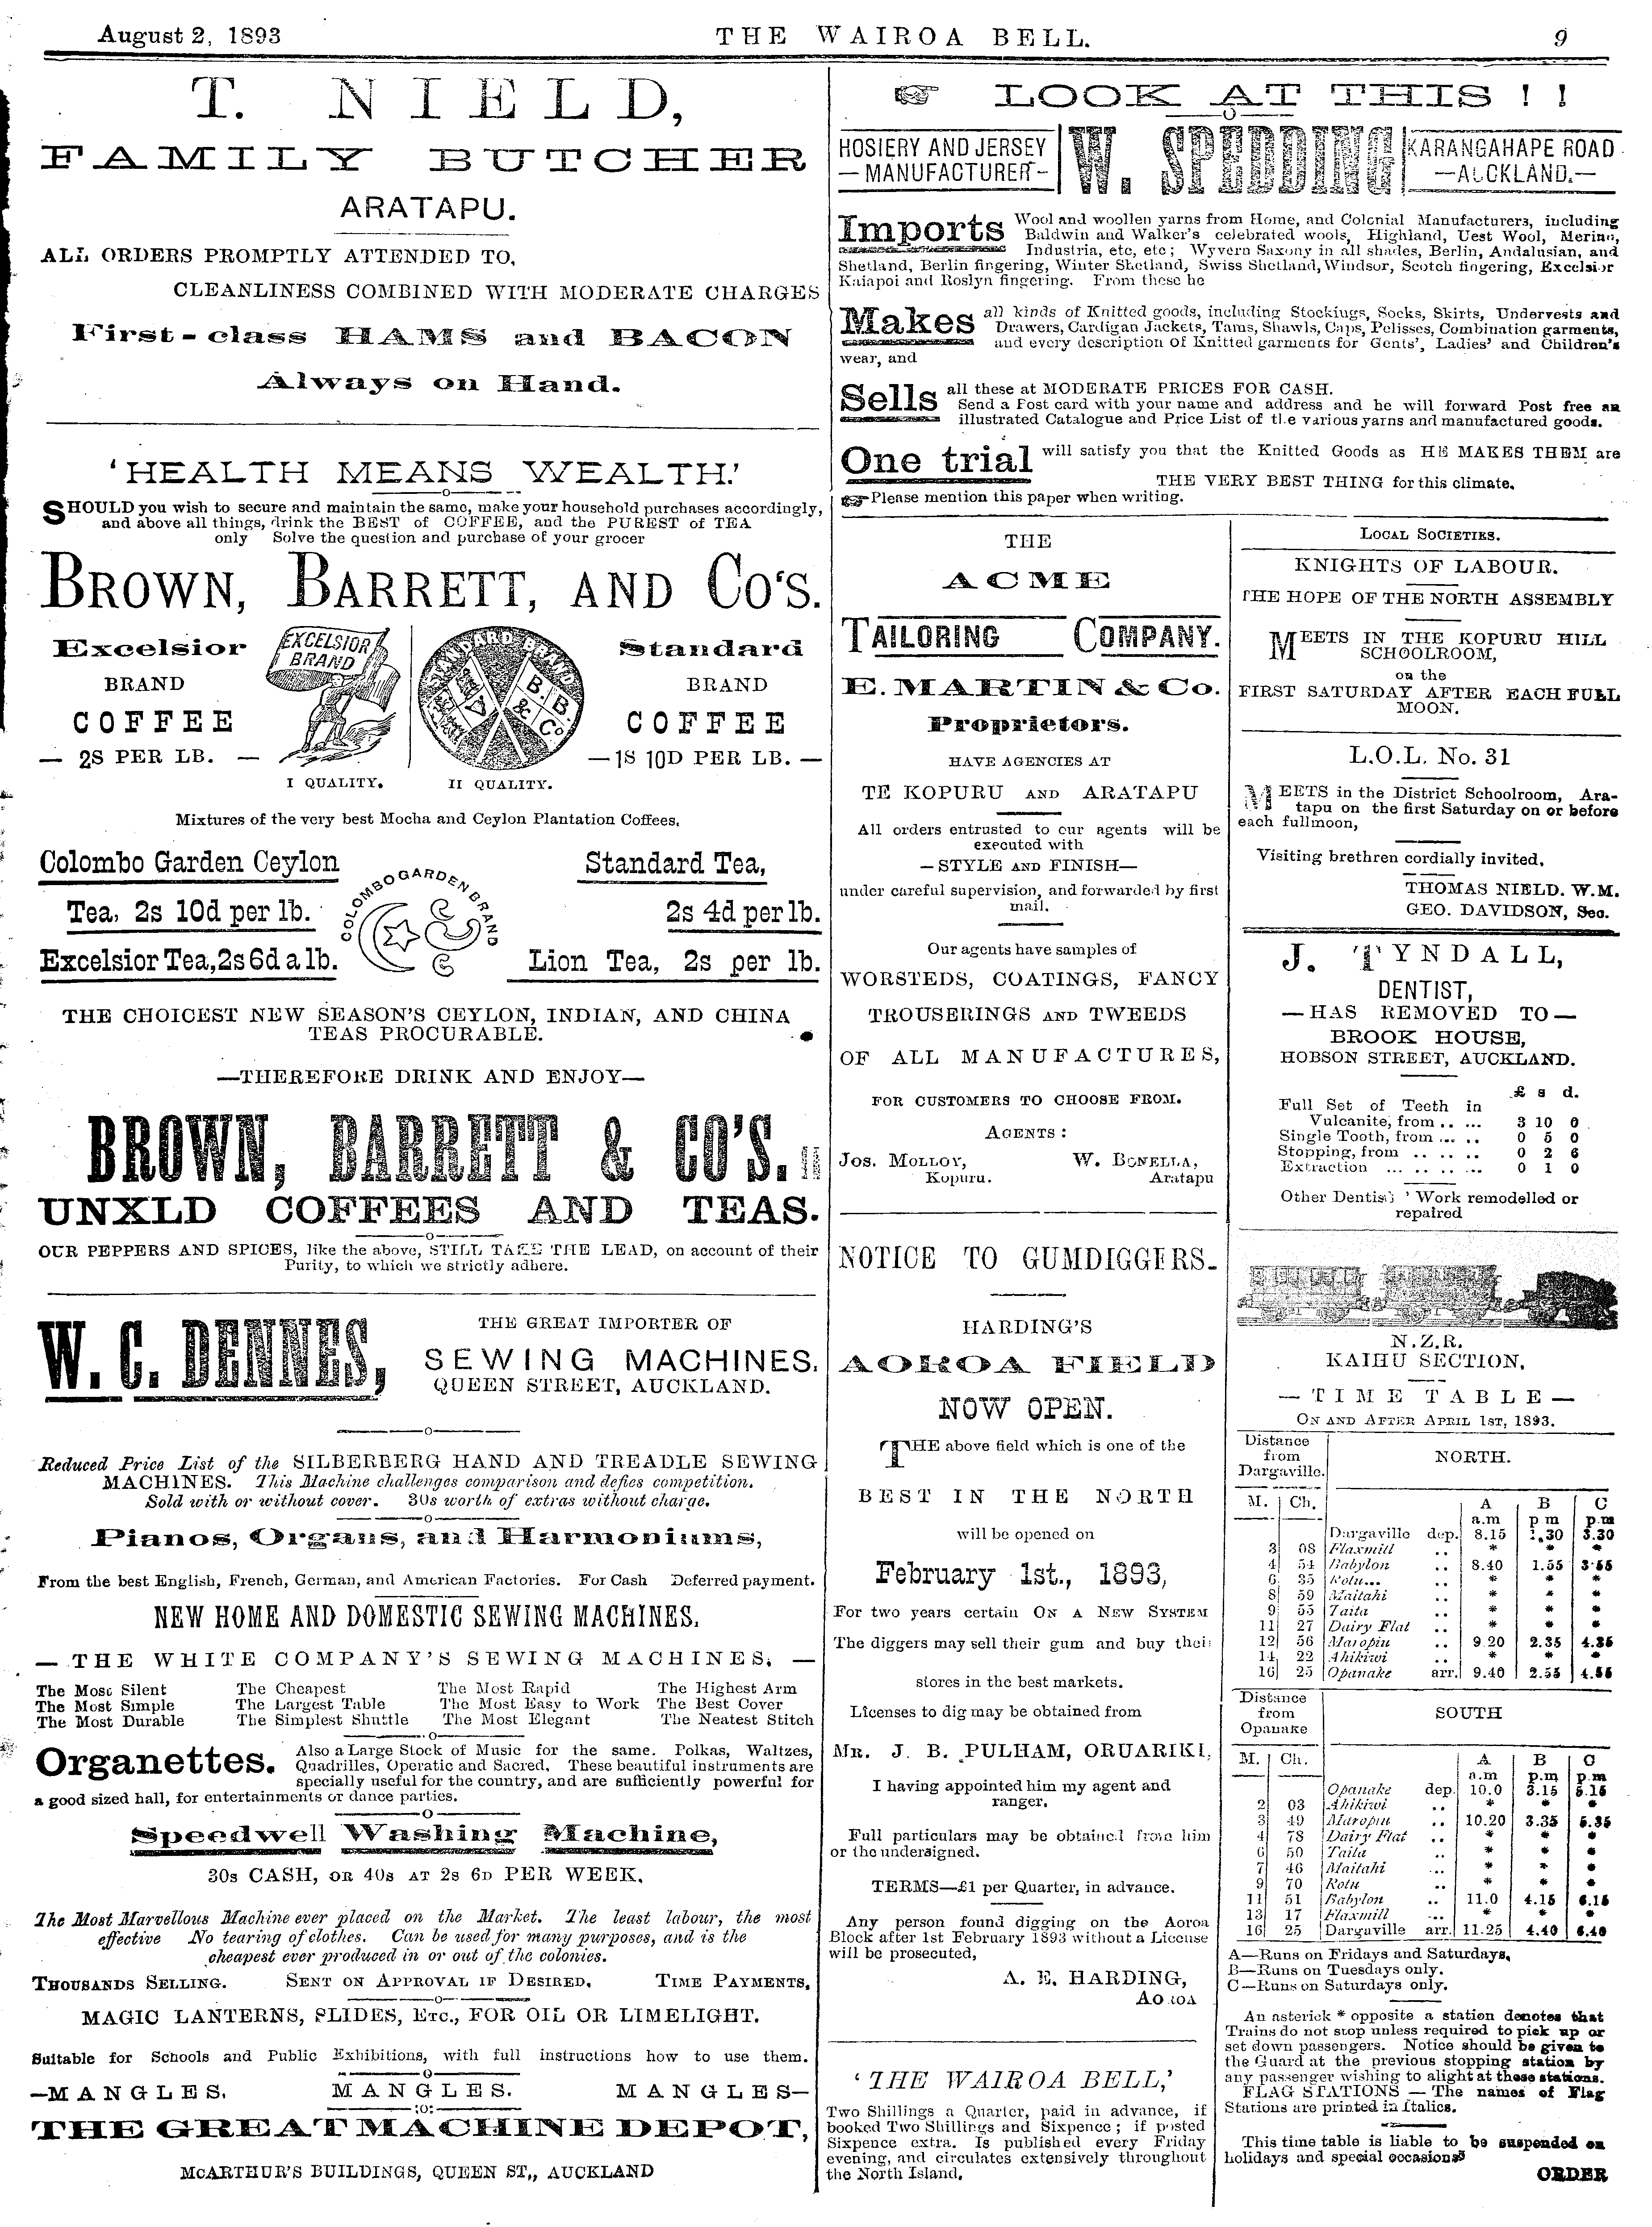 August 2, 1893
THE WAIROA BELL.
9
T. NIELD,
FAMILY BUTCHER
ARATAPU.
ALL ORDERS PROMPTLY ATTENDED TO,
CLEANLINESS COMBINED WITH MODERATE CHARGES
First-class HAMS and BACON
Always on Hand.
'HEALTH MEANS WEALTH.'
SHOULD you wish to secure and maintain the same, make your household purchases accordingly,
and above all things, drink the BEST of COFFEE, and the PUREST of TEA
only Solve the question and purchase of your grocer
BROWN, BARRETT, AND CO'S.
Excelsior
BRAND
COFFEE
— 2S PER LB. —
EXCELSIOR
BRAND
I QUALITY.
STANDARD BRAND
B. B. & Co
II QUALITY.
Standard
BRAND
COFFEE
—1S 10D PER LB. —
Mixtures of the very best Mocha and Ceylon Plantation Coffees.
Colombo Garden Ceylon
Tea, 2s 10d per lb.
Excelsior Tea, 2s 6d a lb.
COLOMBO GARDEN BRAND
Standard Tea,
2s 4d per lb.
Lion Tea, 2s per lb.
THE CHOICEST NEW SEASON'S CEYLON, INDIAN, AND CHINA
TEAS PROCURABLE.
—THEREFORE DRINK AND ENJOY—
BROWN, BARRETT & CO'S.
UNXLD COFFEES AND TEAS.
OUR PEPPERS AND SPICES, like the above, STILL TAKE THE LEAD, on account of their
Purity, to which we strictly adhere.
W. C. DENNES,
THE GREAT IMPORTER OF
SEWING MACHINES.
QUEEN STREET, AUCKLAND.
Reduced Price List of the SILBERBERG HAND AND TREADLE SEWING
MACHINES. This Machine challenges comparison and defies competition.
Sold with or without cover. 30s worth of extras without charge.
Pianos, Organs, and Harmoniums,
From the best English, French, German, and American Factories. For Cash Deferred payment.
NEW HOME AND DOMESTIC SEWING MACHINES.
— THE WHITE COMPANY'S SEWING MACHINES. —
The Most Silent The Cheapest The Most Rapid The Highest Arm
The Most Simple The Largest Table The Most Easy to Work The Best Cover
The Most Durable The Simplest Shuttle The Most Elegant The Neatest Stitch
Organettes. Also a Large Stock of Music for the same. Polkas, Waltzes,
Quadrilles, Operatic and Sacred. These beautiful instruments are
specially useful for the country, and are sufficiently powerful for
a good sized hall, for entertainments or dance parties.
Speedwell Washing Machine,
30s CASH, OR 40s AT 2s 6D PER WEEK.
The Most Marvellous Machine ever placed on the Market. The least labour, the most
effective No tearing of clothes. Can be used for many purposes, and is the
cheapest ever produced in or out of the colonies.
THOUSANDS SELLING. SENT ON APPROVAL IF DESIRED. TIME PAYMENTS.
MAGIC LANTERNS, SLIDES, ETC., FOR OIL OR LIMELIGHT.
Suitable for Schools and Public Exhibitions, with full instructions how to use them.
—MANGLES. MANGLES. MANGLES—
THE GREAT MACHINE DEPOT,
McARTHUR'S BUILDINGS, QUEEN ST., AUCKLAND
LOOK AT THIS!!
HOSIERY AND JERSEY
— MANUFACTURER —
W. SPEDDING
KARANGAHAPE ROAD
—AUCKLAND.—
Imports Wool and woollen yarns from Home, and Colonial Manufacturers, including
Baldwin and Walker's celebrated wools, Highland, Uest Wool, Merino,
Industria, etc, etc; Wyvern Saxony in all shades, Berlin, Andalusian, and
Shetland, Berlin fingering, Winter Shetland, Swiss Shetland, Windsor, Scotch fingering, Excelsior
Kaiapoi and Roslyn fingering. From these he
Makes all kinds of Knitted goods, including Stockings, Socks, Skirts, Undervests and
Drawers, Cardigan Jackets, Tams, Shawls, Caps, Pelisses, Combination garments,
and every description of Knitted garments for Gents', Ladies' and Children's
wear, and
Sells all these at MODERATE PRICES FOR CASH.
Send a Post card with your name and address and he will forward Post free an
illustrated Catalogue and Price List of the various yarns and manufactured goods.
One trial will satisfy you that the Knitted Goods as HE MAKES THEM are
THE VERY BEST THING for this climate.
Please mention this paper when writing.
THE
ACME
TAILORING COMPANY.
E. MARTIN & Co.
Proprietors.
HAVE AGENCIES AT
TE KOPURU AND ARATAPU
All orders entrusted to our agents will be
executed with
—STYLE AND FINISH—
under careful supervision, and forwarded by first
mail.
Our agents have samples of
WORSTEDS, COATINGS, FANCY
TROUSERINGS AND TWEEDS
OF ALL MANUFACTURES,
FOR CUSTOMERS TO CHOOSE FROM.
AGENTS:
JOS. MOLLOY, W. BONELLA,
Kopuru. Aratapu
NOTICE TO GUMDIGGERS.
HARDING'S
AOROA FIELD
NOW OPEN.
THE above field which is one of the
BEST IN THE NORTH
will be opened on
February 1st., 1893,
For two years certain ON A NEW SYSTEM
The diggers may sell their gum and buy their
stores in the best markets.
Licenses to dig may be obtained from
MR. J. B. PULHAM, ORUARIKI,
I having appointed him my agent and
ranger.
Full particulars may be obtained from him
or the undersigned.
TERMS—£1 per Quarter, in advance.
Any person found digging on the Aoroa
Block after 1st February 1893 without a License
will be prosecuted,
A. E. HARDING,
AOROA
'THE WAIROA BELL,'
Two Shillings a Quarter, paid in advance, if
booked Two Shillings and Sixpence; if posted
Sixpence extra. Is published every Friday
evening, and circulates extensively throughout
the North Island.
LOCAL SOCIETIES.
KNIGHTS OF LABOUR.
THE HOPE OF THE NORTH ASSEMBLY
MEETS IN THE KOPURU HILL
SCHOOLROOM,
on the
FIRST SATURDAY AFTER EACH FULL
MOON.
L.O.L. No. 31
MEETS in the District Schoolroom, Ara-
tapu on the first Saturday on or before
each fullmoon,
Visiting brethren cordially invited.
THOMAS NIELD. W.M.
GEO. DAVIDSON, Sec.
J. TYNDALL,
DENTIST,
—HAS REMOVED TO—
BROOK HOUSE,
HOBSON STREET, AUCKLAND.
£ s d.
Full Set of Teeth in
Vulcanite, from .. ... 3 10 0
Single Tooth, from ... .. 0 5 0
Stopping, from .. .. .. 0 2 6
Extraction ... .. .. ... 0 1 0
Other Dentists' Work remodelled or
repaired
N.Z.R.
KAIHU SECTION.
—TIME TABLE—
ON AND AFTER APRIL 1ST, 1893.
Distance
from
Dargaville.
NORTH.
M. Ch. A B C
a.m p m p.m
Dargaville dep. 8.15 1.30 3.30
3 08 Flaxmill .. * * *
4 54 Babylon .. 8.40 1.55 3.55
6 35 Rotu... .. * * *
8 59 Maitahi .. * * *
9 55 Taita .. * * *
11 27 Dairy Flat .. * * *
12 56 Maropiu .. 9.20 2.35 4.35
14 22 Ahikiwi .. * * *
16 25 Opanake arr. 9.40 2.55 4.55
Distance
from
Opanake
SOUTH
M. Ch. A B C
a.m p.m p.m
Opanake dep. 10.0 3.15 5.15
2 03 Ahikiwi .. * * *
3 49 Maropiu .. 10.20 3.35 5.35
4 78 Dairy Flat .. * * *
6 50 Taita .. * * *
7 46 Maitahi ... * * *
9 70 Rotu .. * * *
11 51 Babylon .. 11.0 4.15 6.15
13 17 Flaxmill ... * * *
16 25 Dargaville arr. 11.25 4.40 6.40
A—Runs on Fridays and Saturdays.
B—Runs on Tuesdays only.
C—Runs on Saturdays only.
An asterick * opposite a station denotes that
Trains do not stop unless required to pick up or
set down passengers. Notice should be given to
the Guard at the previous stopping station by
any passenger wishing to alight at these stations.
FLAG STATIONS — The names of Flag
Stations are printed in Italics.
This time table is liable to be suspended on
holidays and special occasions
ORDER